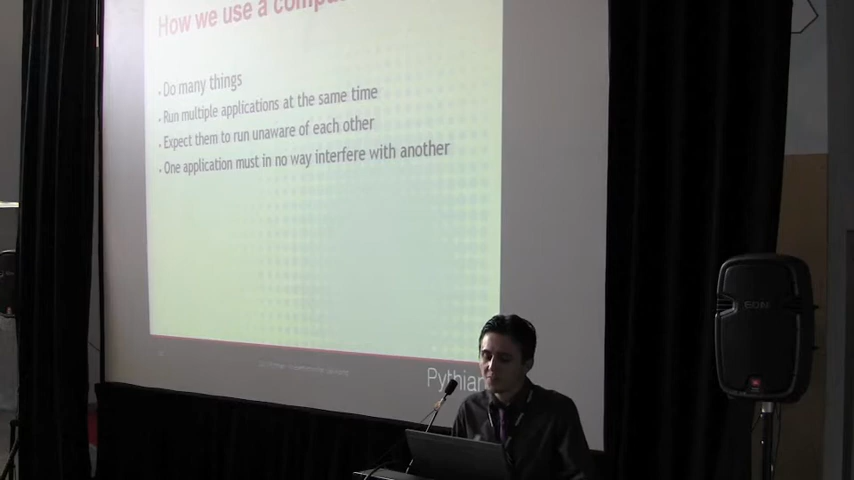 How we use a
• Do many things
• Run multiple applications at the same time
• Expect them to run unaware of each other
• One application must in no way interfere with another
Pythian